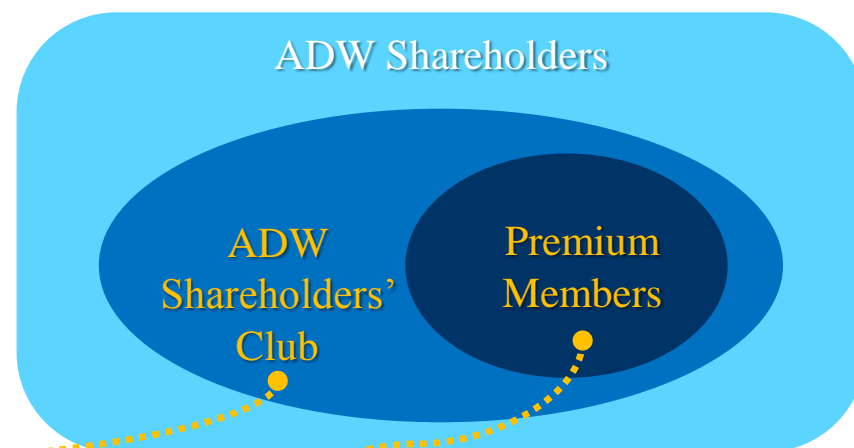 ADW Shareholders
ADW
Shareholders’
Club
Premium
Members